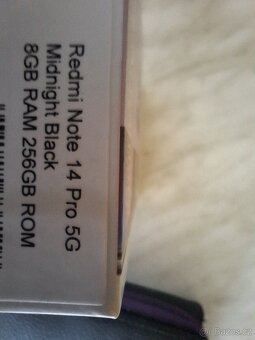 Redmi Note 14 Pro 5G
Midnight Black
8GB RAM 256GB ROM